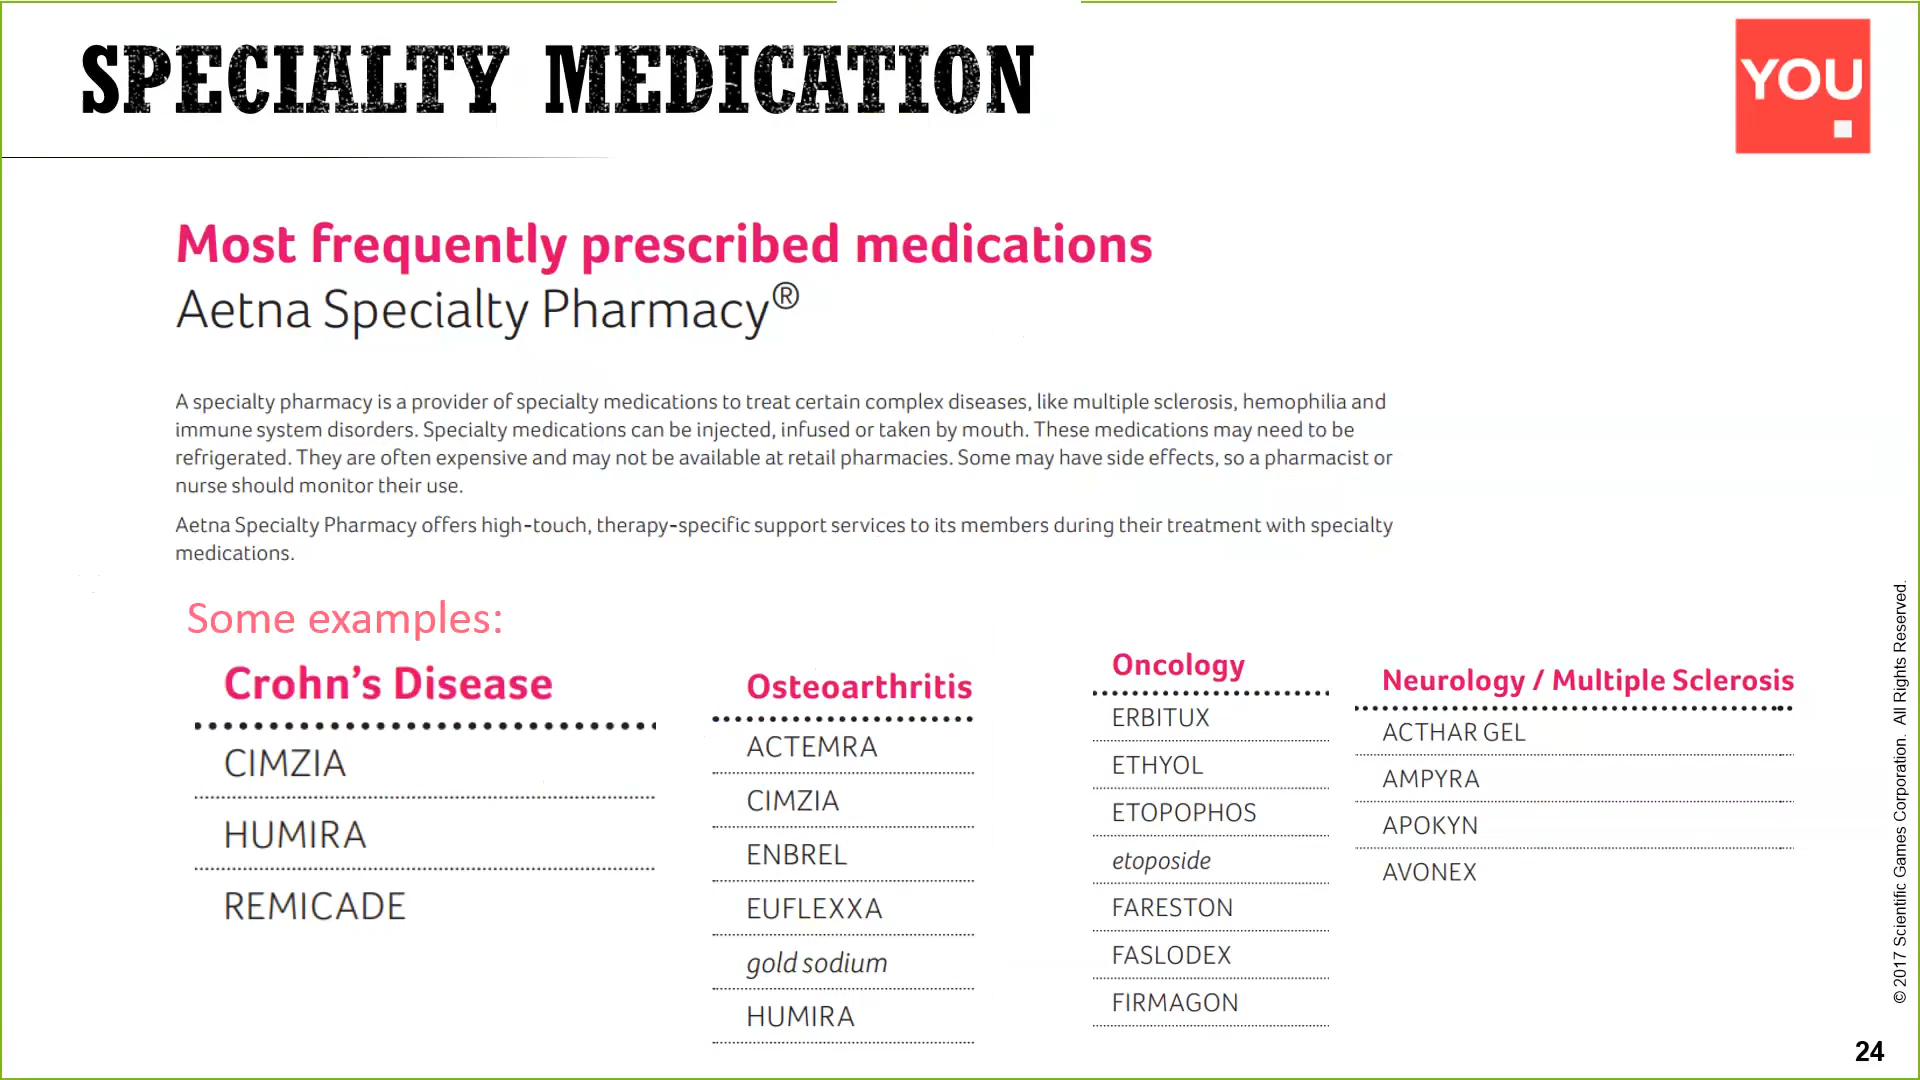 SPECIALTY MEDICATION
YOU
Most frequently prescribed medications
Aetna Specialty Pharmacy®
A specialty pharmacy is a provider of specialty medications to treat certain complex diseases, like multiple sclerosis, hemophilia and
immune system disorders. Specialty medications can be injected, infused or taken by mouth. These medications may need to be
refrigerated. They are often expensive and may not be available at retail pharmacies. Some may have side effects, so a pharmacist or
nurse should monitor their use.
Aetna Specialty Pharmacy offers high-touch, therapy-specific support services to its members during their treatment with specialty
medications.
Some examples:
Crohn's Disease
CIMZIA
HUMIRA
REMICADE
Osteoarthritis
ACTEMRA
CIMZIA
ENBREL
EUFLEXXA
gold sodium
HUMIRA
Oncology
ERBITUX
ETHYOL
ETOPOPHOS
etoposide
FARESTON
FASLODEX
FIRMAGON
Neurology / Multiple Sclerosis
ACTHAR GEL
AMPYRA
APOKYN
AVONEX
© 2017 Scientific Games Corporation. All Rights Reserved.
24